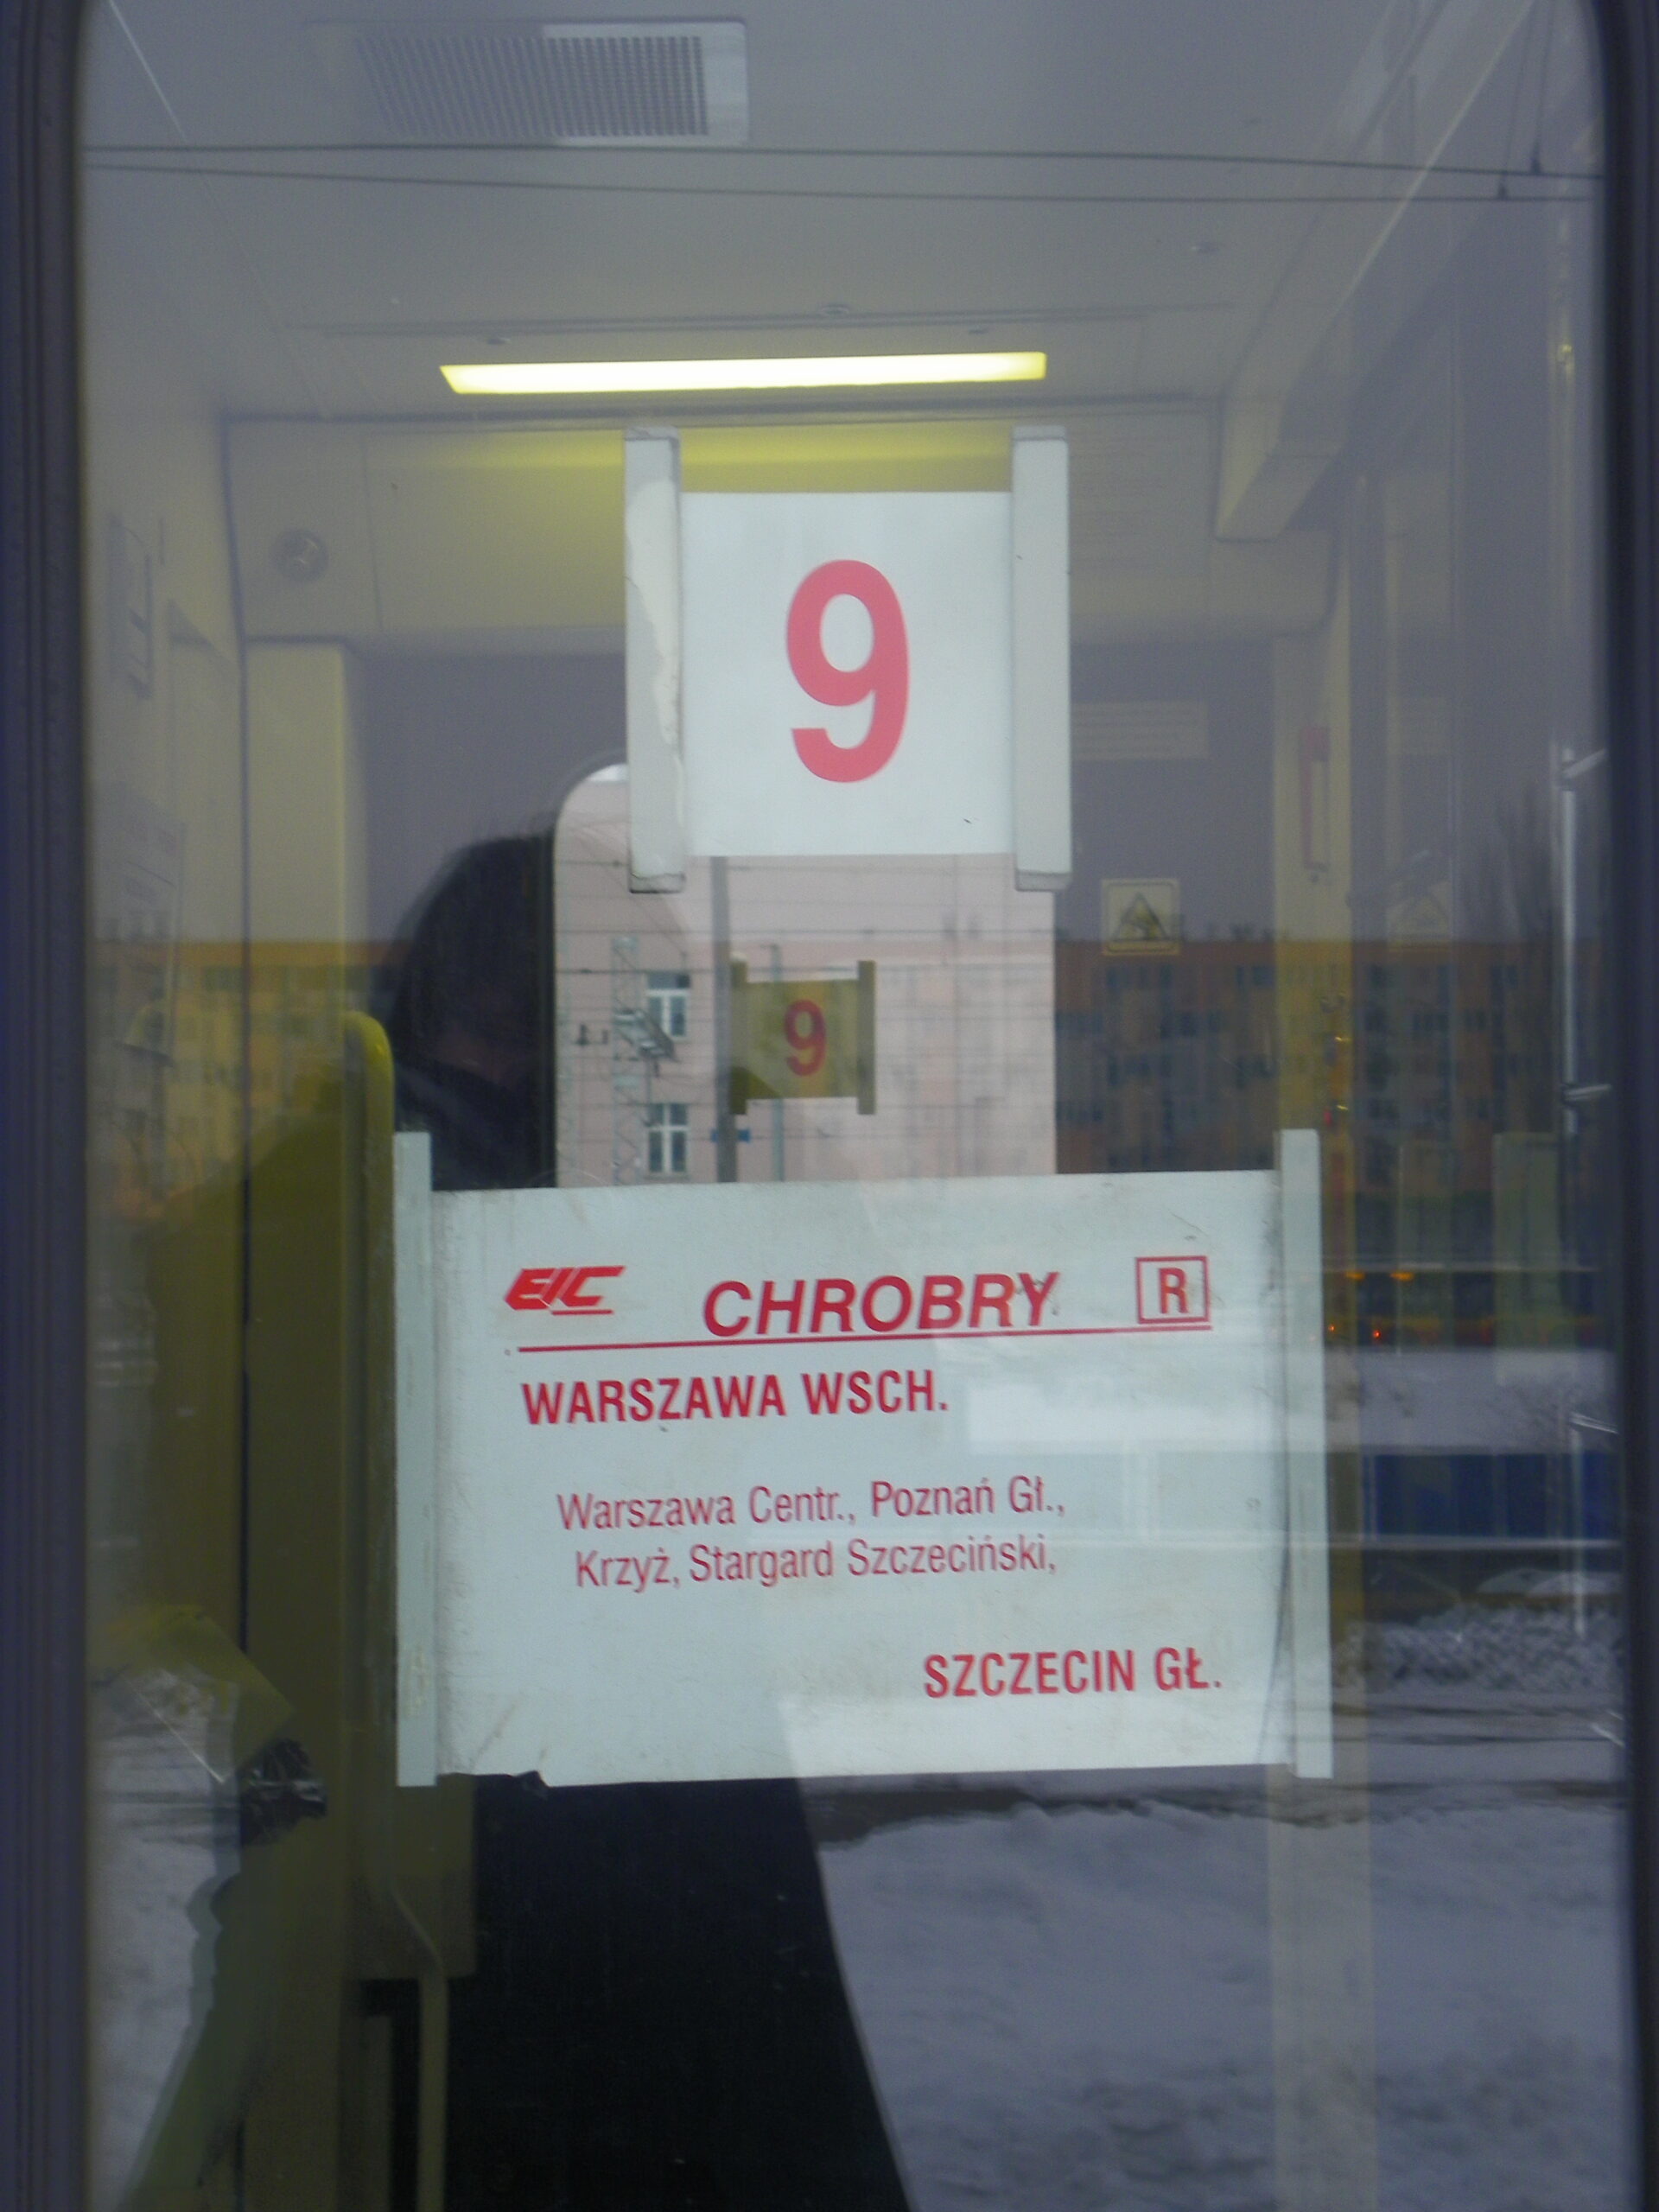 9
9
EIC CHROBRY R
WARSZAWA WSCH.
Warszawa Centr., Poznań Gł.,
Krzyż, Stargard Szczeciński,
SZCZECIN GŁ.